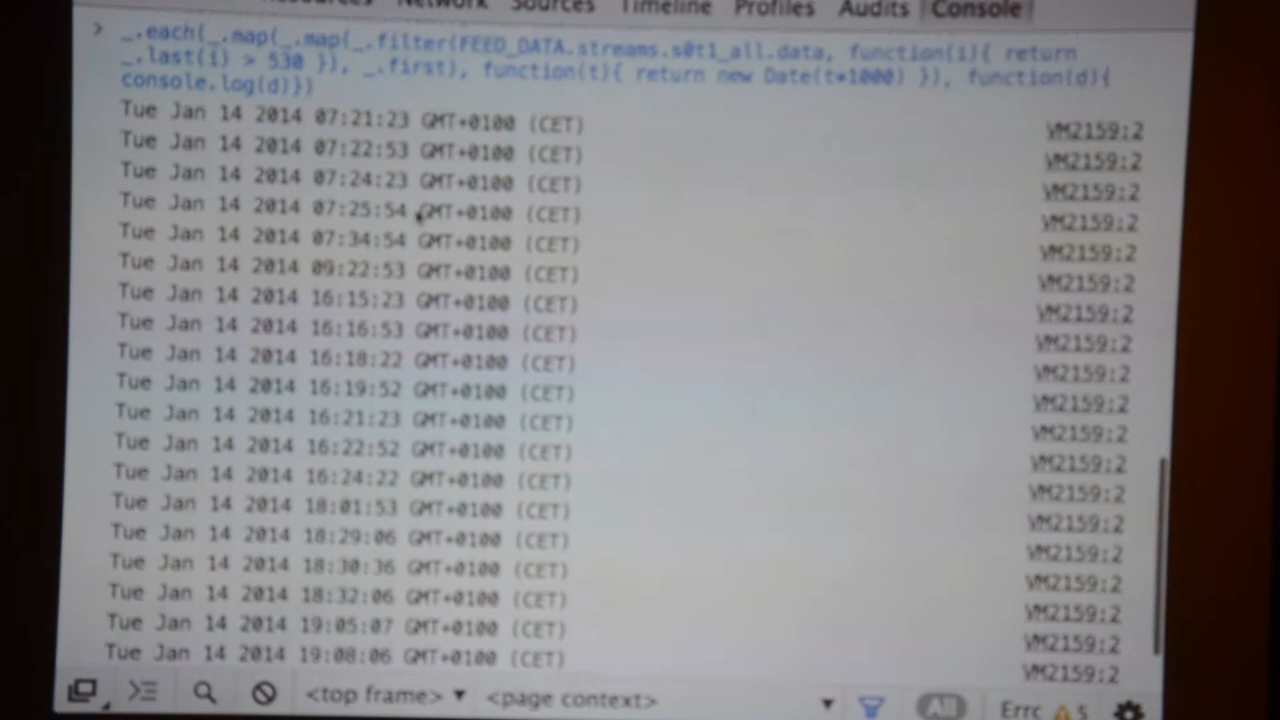 Resources Network Sources Timeline Profiles Audits Console
> _.each(_.map(_.map(_.filter(FEED_DATA.streams.s0t1_all.data, function(i){ return
_.last(i) > 530 }), _.first), function(t){ return new Date(t*1000) }), function(d){
console.log(d)})
Tue Jan 14 2014 07:21:23 GMT+0100 (CET) VM2159:2
Tue Jan 14 2014 07:22:53 GMT+0100 (CET) VM2159:2
Tue Jan 14 2014 07:24:23 GMT+0100 (CET) VM2159:2
Tue Jan 14 2014 07:25:54 GMT+0100 (CET) VM2159:2
Tue Jan 14 2014 07:34:54 GMT+0100 (CET) VM2159:2
Tue Jan 14 2014 09:22:53 GMT+0100 (CET) VM2159:2
Tue Jan 14 2014 16:15:23 GMT+0100 (CET) VM2159:2
Tue Jan 14 2014 16:16:53 GMT+0100 (CET) VM2159:2
Tue Jan 14 2014 16:18:22 GMT+0100 (CET) VM2159:2
Tue Jan 14 2014 16:19:52 GMT+0100 (CET) VM2159:2
Tue Jan 14 2014 16:21:23 GMT+0100 (CET) VM2159:2
Tue Jan 14 2014 16:22:52 GMT+0100 (CET) VM2159:2
Tue Jan 14 2014 16:24:22 GMT+0100 (CET) VM2159:2
Tue Jan 14 2014 18:01:53 GMT+0100 (CET) VM2159:2
Tue Jan 14 2014 18:29:06 GMT+0100 (CET) VM2159:2
Tue Jan 14 2014 18:30:36 GMT+0100 (CET) VM2159:2
Tue Jan 14 2014 18:32:06 GMT+0100 (CET) VM2159:2
Tue Jan 14 2014 19:05:07 GMT+0100 (CET) VM2159:2
Tue Jan 14 2014 19:08:06 GMT+0100 (CET) VM2159:2
<top frame> <page context> All Errc 5